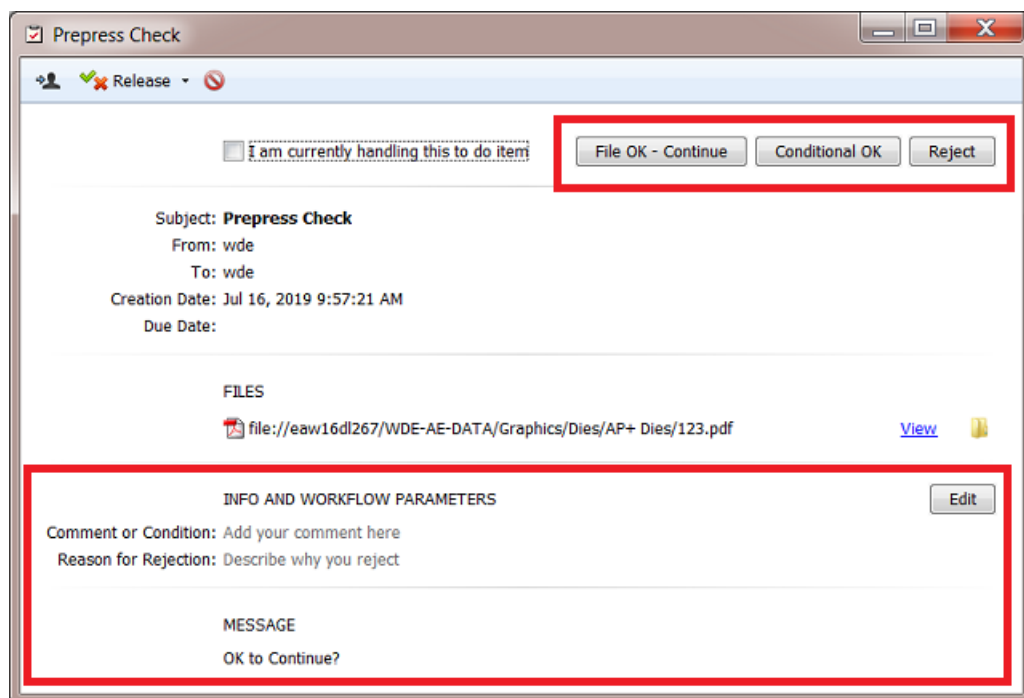 Prepress Check
Release
I am currently handling this to do item File OK - Continue Conditional OK Reject
Subject: Prepress Check
From: wde
To: wde
Creation Date: Jul 16, 2019 9:57:21 AM
Due Date:
FILES
file://eaw16dl267/WDE-AE-DATA/Graphics/Dies/AP+ Dies/123.pdf View
INFO AND WORKFLOW PARAMETERS Edit
Comment or Condition: Add your comment here
Reason for Rejection: Describe why you reject
MESSAGE
OK to Continue?